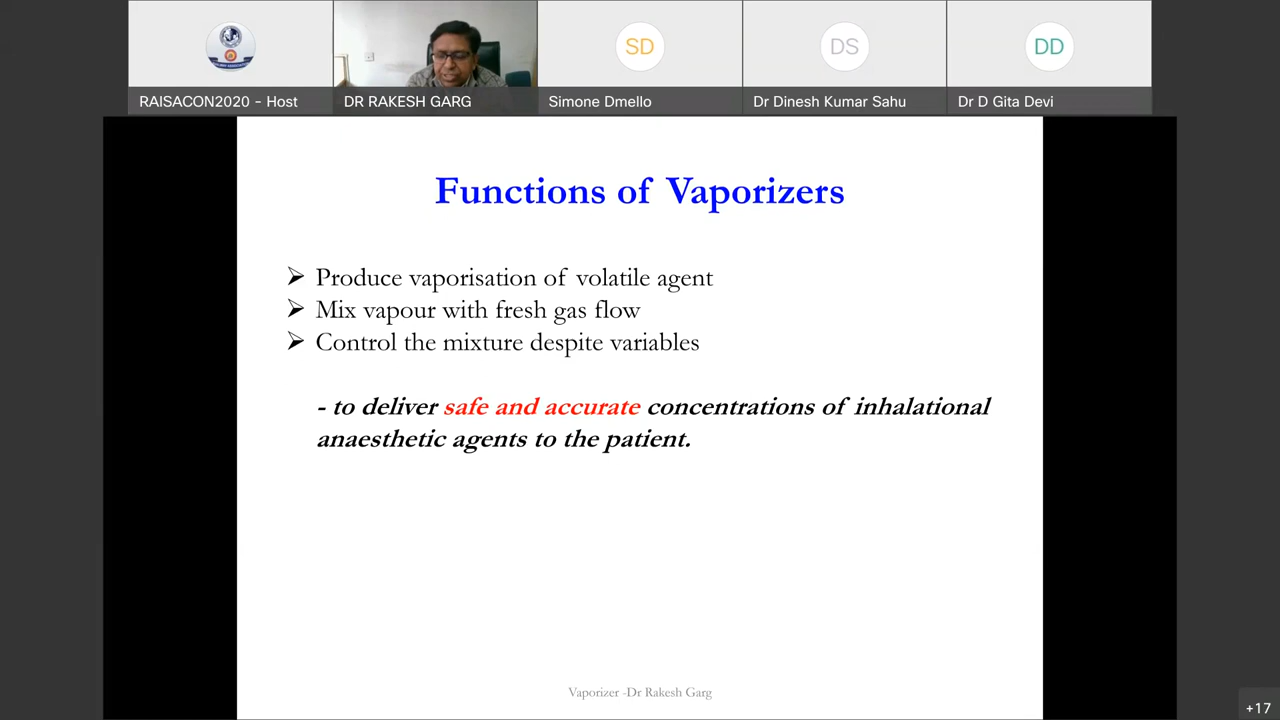 SD
DS
DD
RAISACON2020 - Host
DR RAKESH GARG
Simone Dmello
Dr Dinesh Kumar Sahu
Dr D Gita Devi
Functions of Vaporizers
➢ Produce vaporisation of volatile agent
➢ Mix vapour with fresh gas flow
➢ Control the mixture despite variables
- to deliver safe and accurate concentrations of inhalational
anaesthetic agents to the patient.
Vaporizer -Dr Rakesh Garg
+17